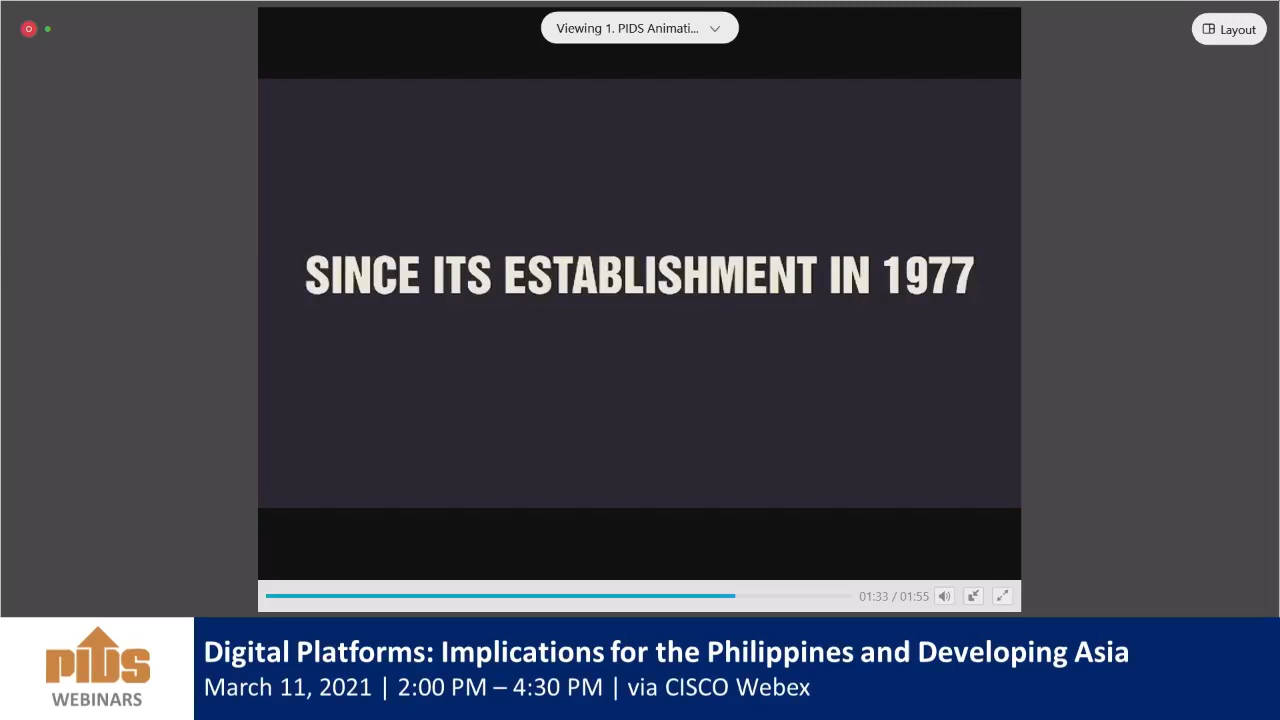 Viewing 1. PIDS Animati...
Layout
SINCE ITS ESTABLISHMENT IN 1977
01:33 / 01:55
PIDS
WEBINARS
Digital Platforms: Implications for the Philippines and Developing Asia
March 11, 2021 | 2:00 PM – 4:30 PM | via CISCO Webex